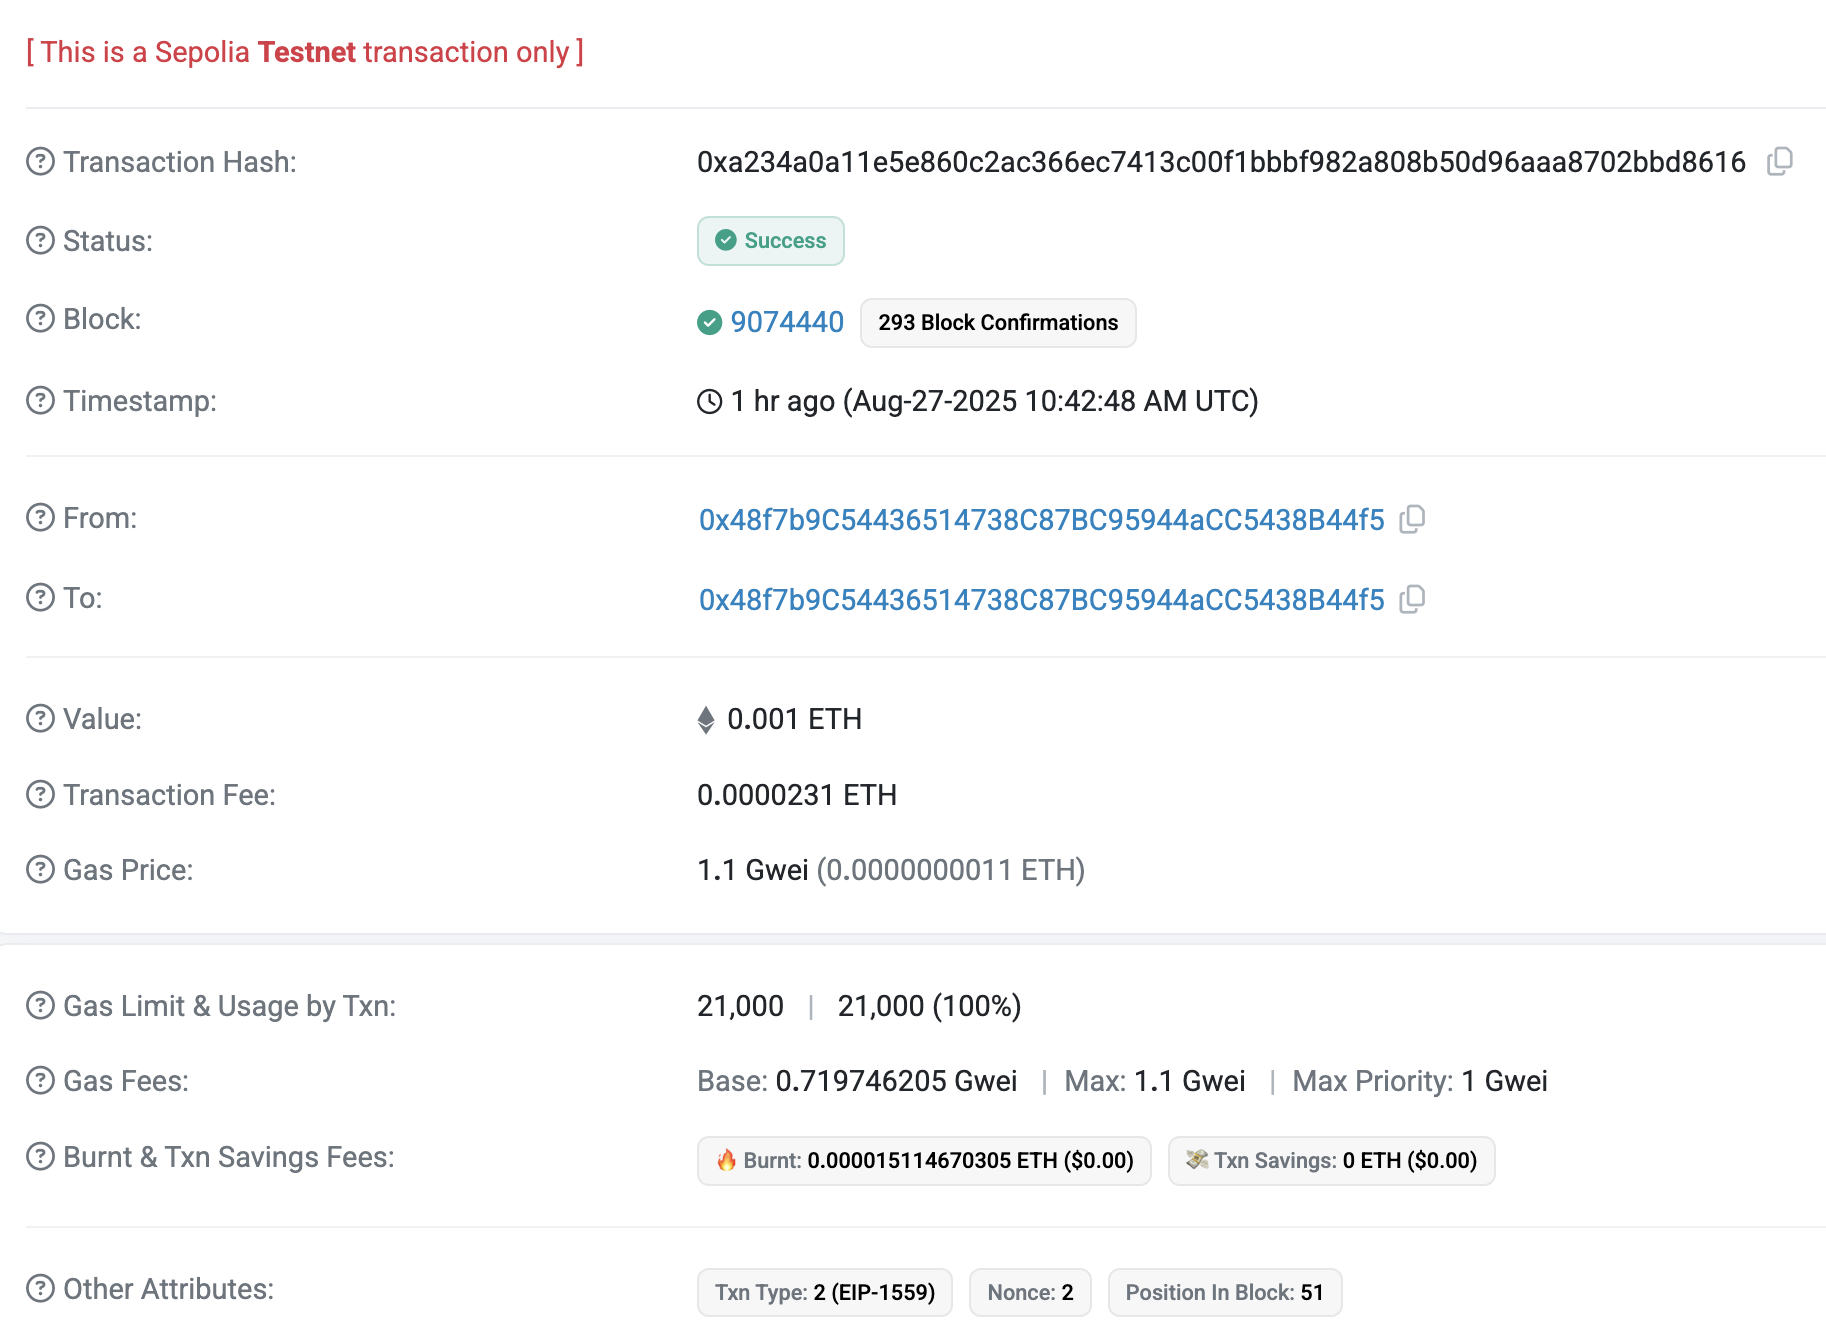 [ This is a Sepolia Testnet transaction only ]
Transaction Hash: 0xa234a0a11e5e860c2ac366ec7413c00f1bbbf982a808b50d96aaa8702bbd8616
Status: Success
Block: 9074440 293 Block Confirmations
Timestamp: 1 hr ago (Aug-27-2025 10:42:48 AM UTC)
From: 0x48f7b9C54436514738C87BC95944aCC5438B44f5
To: 0x48f7b9C54436514738C87BC95944aCC5438B44f5
Value: 0.001 ETH
Transaction Fee: 0.0000231 ETH
Gas Price: 1.1 Gwei (0.0000000011 ETH)
Gas Limit & Usage by Txn: 21,000 | 21,000 (100%)
Gas Fees: Base: 0.719746205 Gwei | Max: 1.1 Gwei | Max Priority: 1 Gwei
Burnt & Txn Savings Fees: 🔥 Burnt: 0.000015114670305 ETH ($0.00) 💸 Txn Savings: 0 ETH ($0.00)
Other Attributes: Txn Type: 2 (EIP-1559) Nonce: 2 Position In Block: 51